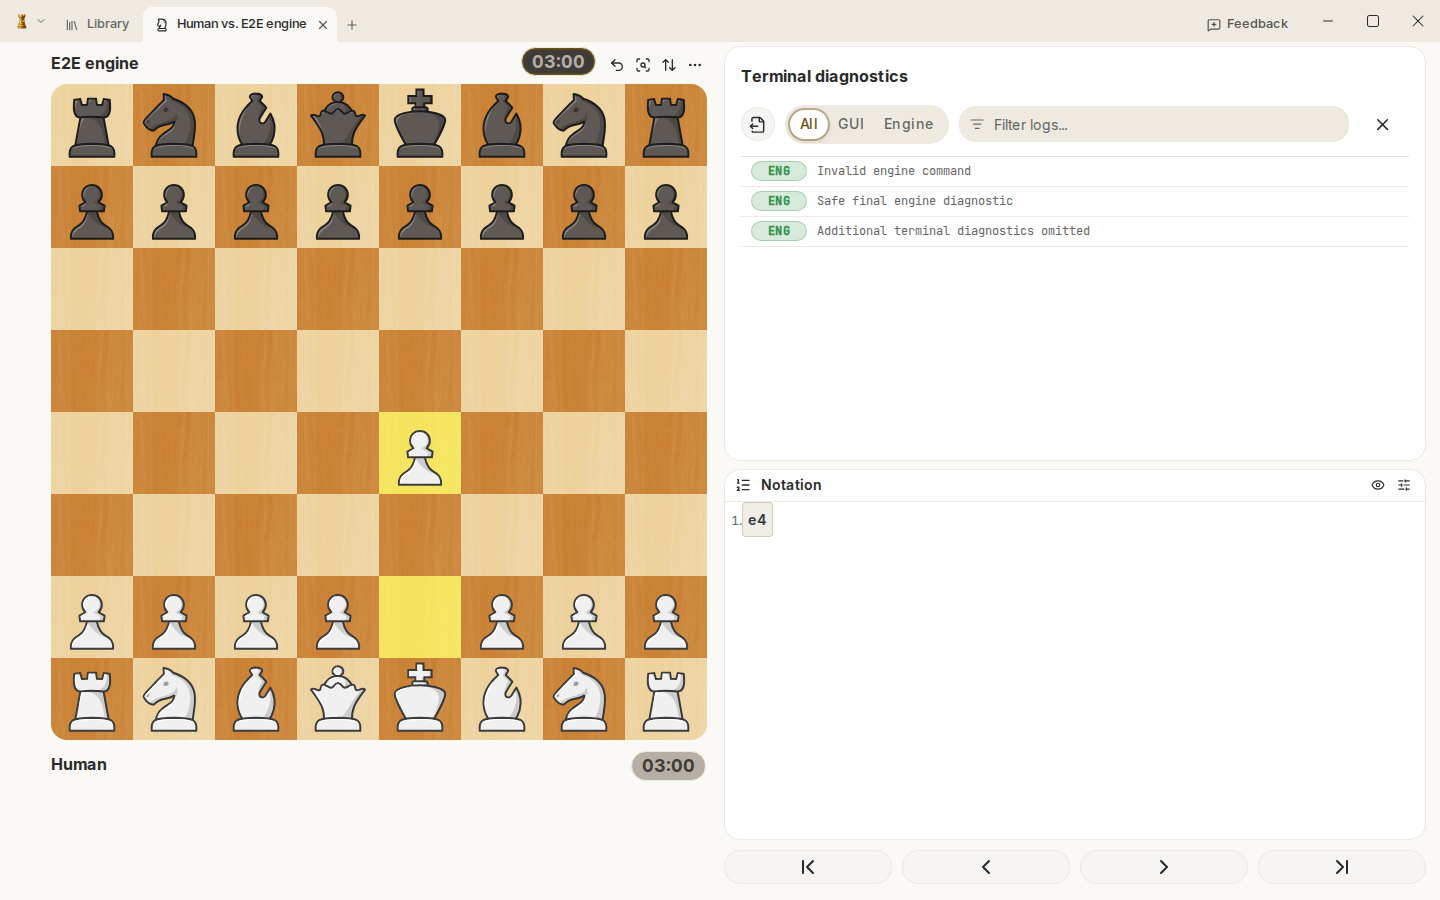 Library
Human vs. E2E engine
Feedback
E2E engine
03:00
Terminal diagnostics
All
GUI
Engine
Filter logs...
ENG Invalid engine command
ENG Safe final engine diagnostic
ENG Additional terminal diagnostics omitted
Notation
1. e4
Human
03:00